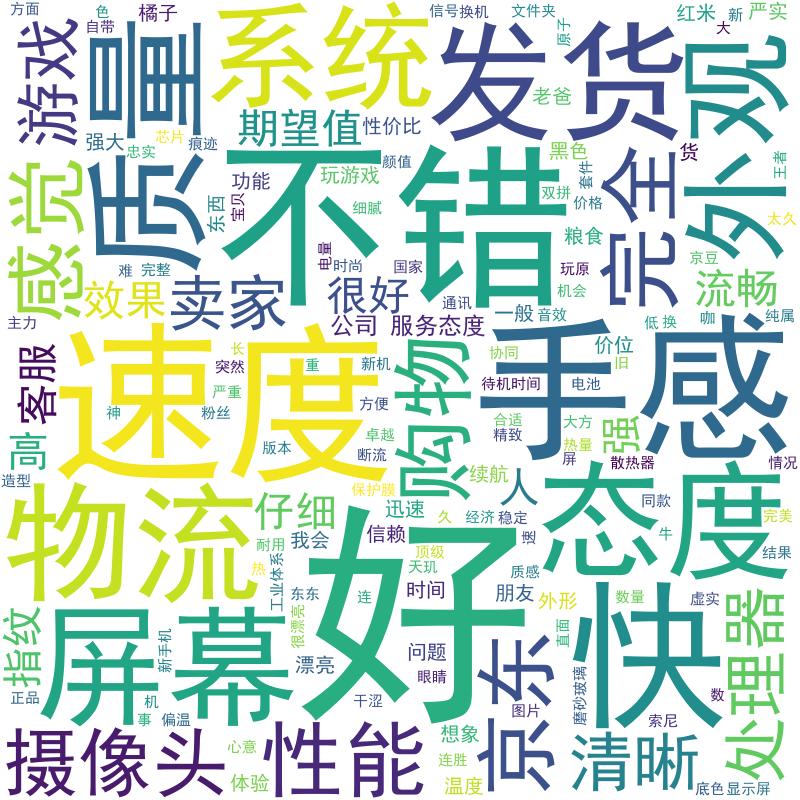 方面
色
自带
橘子
游戏
质量
系统
发货
信号
换机
文件夹
原子
红米
新
严实
大
外观
老爸
期望值
性价比
强大
芯片
忠实
痕迹
颜值
黑色
套件
货
王者
感觉
不错
完全
功能
玩游戏
双拼
价格
东西
宝贝
细腻
粮食
太久
京豆
难
完整
电量
时尚
国家
玩原
机会
流畅
效果
卖家
很好
通讯
一般
音效
低
换
咖
纯属
主力
公司
服务态度
速度
手感
客服
长
突然
重
新机
购物
协同
价位
旧
待机时间
电池
严重
神
粉丝
方便
合适
大方
强
精致
热量
卓越
高
版本
断流
屏
散热器
情况
造型
保护膜
续航
人
态度
同款
完美
物流
仔细
迅速
久
经济
稳定
牛
耐用
我会
信赖
好
顶级
速
结果
热
工业体系
天玑
质感
指纹
屏幕
东东
连
时间
朋友
外形
数量
虚实
快
处理器
很漂亮
新手机
漂亮
问题
京东
直面
眼睛
磨砂玻璃
正品
机
事
偏温
干涩
图片
数
索尼
摄像头
性能
心意
想象
清晰
体验
连胜
温度
底色
显示屏